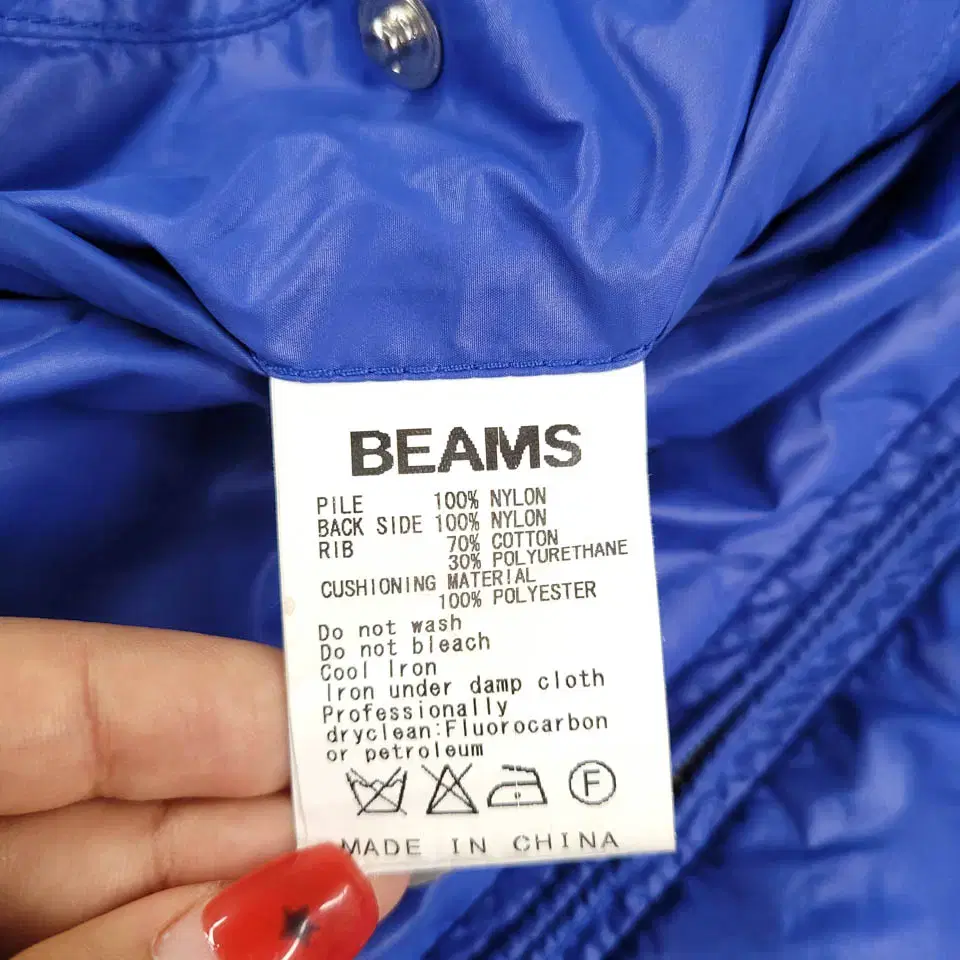 BEAMS
PILE 100% NYLON
BACK SIDE 100% NYLON
RIB 70% COTTON
30% POLYURETHANE
CUSHIONING MATERIAL
100% POLYESTER
Do not wash
Do not bleach
Cool Iron
Iron under damp cloth
Professionally
dryclean:Fluorocarbon
or petroleum
F
MADE IN CHINA